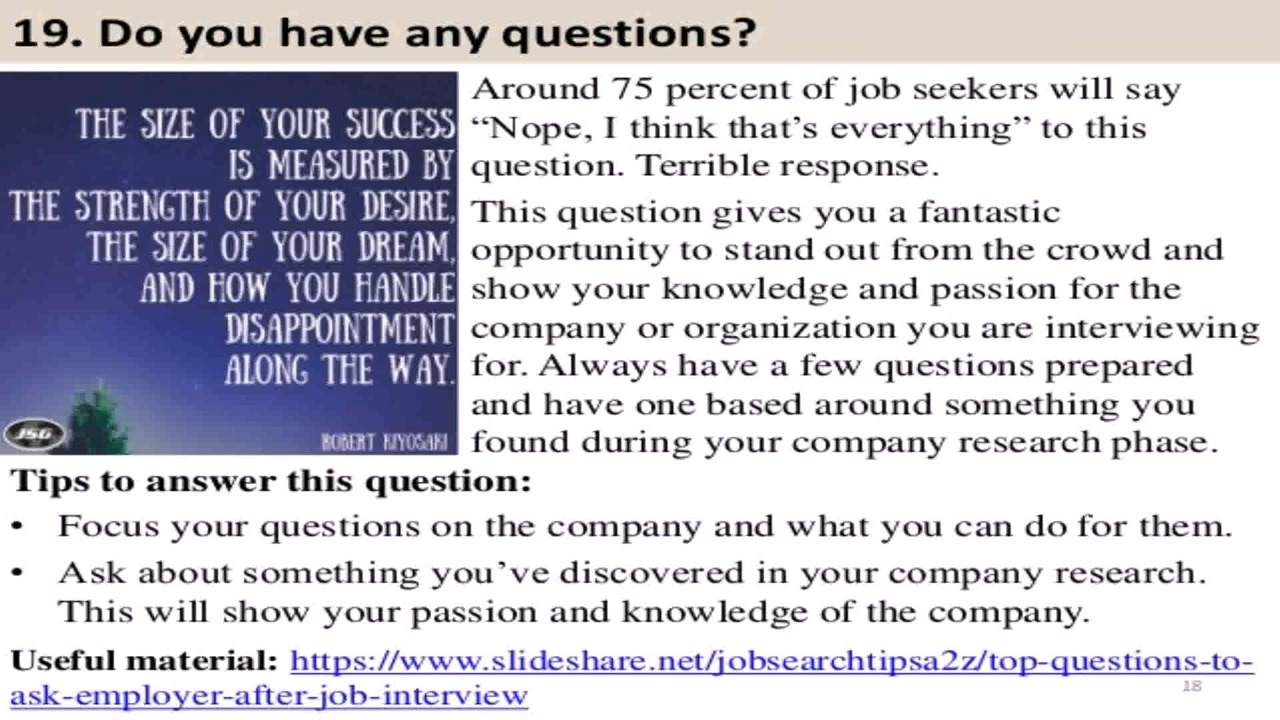 19. Do you have any questions?
THE SIZE OF YOUR SUCCESS
IS MEASURED BY
THE STRENGTH OF YOUR DESIRE,
THE SIZE OF YOUR DREAM,
AND HOW YOU HANDLE
DISAPPOINTMENT
ALONG THE WAY.
JSG
ROBERT KIYOSAKI
Around 75 percent of job seekers will say
“Nope, I think that’s everything” to this
question. Terrible response.
This question gives you a fantastic
opportunity to stand out from the crowd and
show your knowledge and passion for the
company or organization you are interviewing
for. Always have a few questions prepared
and have one based around something you
found during your company research phase.
Tips to answer this question:
• Focus your questions on the company and what you can do for them.
• Ask about something you’ve discovered in your company research.
This will show your passion and knowledge of the company.
Useful material: https://www.slideshare.net/jobsearchtipsa2z/top-questions-to-
ask-employer-after-job-interview
18